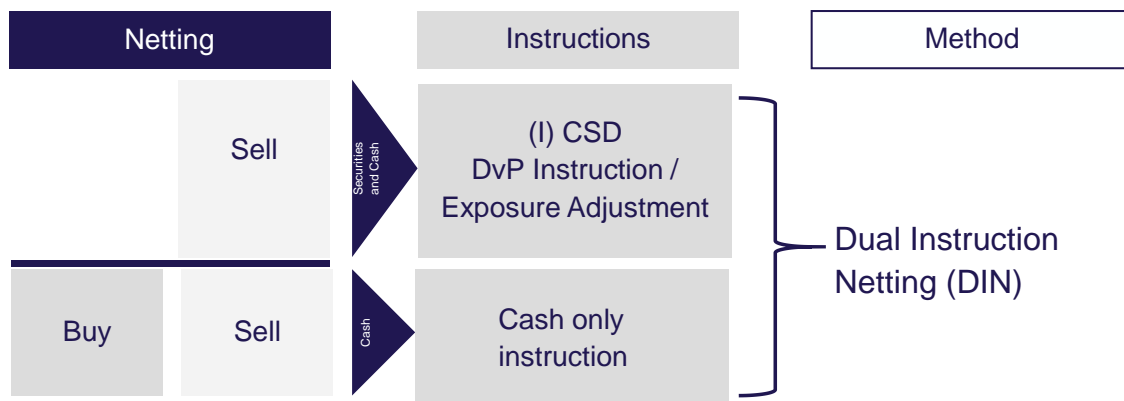 Netting
Instructions
Method
Sell
Securities
and Cash
(I) CSD
DvP Instruction /
Exposure Adjustment
Dual Instruction
Netting (DIN)
Buy
Sell
Cash
Cash only
instruction